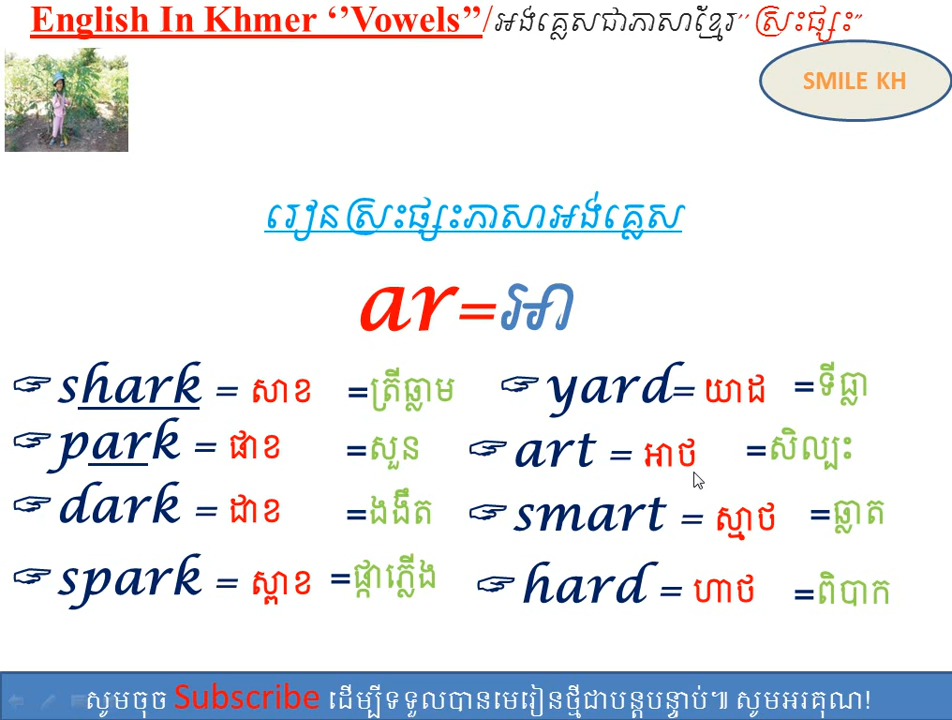 English In Khmer ‘’Vowels’’/អង់គ្លេសជាភាសាខ្មែរ’’ស្រះផ្សះ”
SMILE KH
រៀនស្រះផ្សះភាសាអង់គ្លេស
ar=អា
☞ shark = សាខ =ត្រីឆ្លាម
☞ park = ផាខ =សួន
☞ dark = ដាខ =ងងឹត
☞ spark = ស្ពាខ =ផ្កាភ្លើង
☞ yard= យាដ =ទីធ្លា
☞ art = អាថ =សិល្បះ
☞ smart = ស្មាថ =ឆ្លាត
☞ hard = ហាថ =ពិបាក
សូមចុច Subscribe ដើម្បីទទួលបានមេរៀនថ្មីជាបន្តបន្ទាប់៕ សូមអរគុណ!